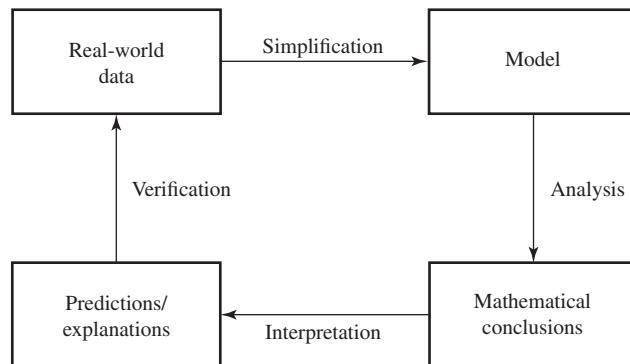 Real-world
data
Simplification
Model
Analysis
Verification
Predictions/
explanations
Interpretation
Mathematical
conclusions